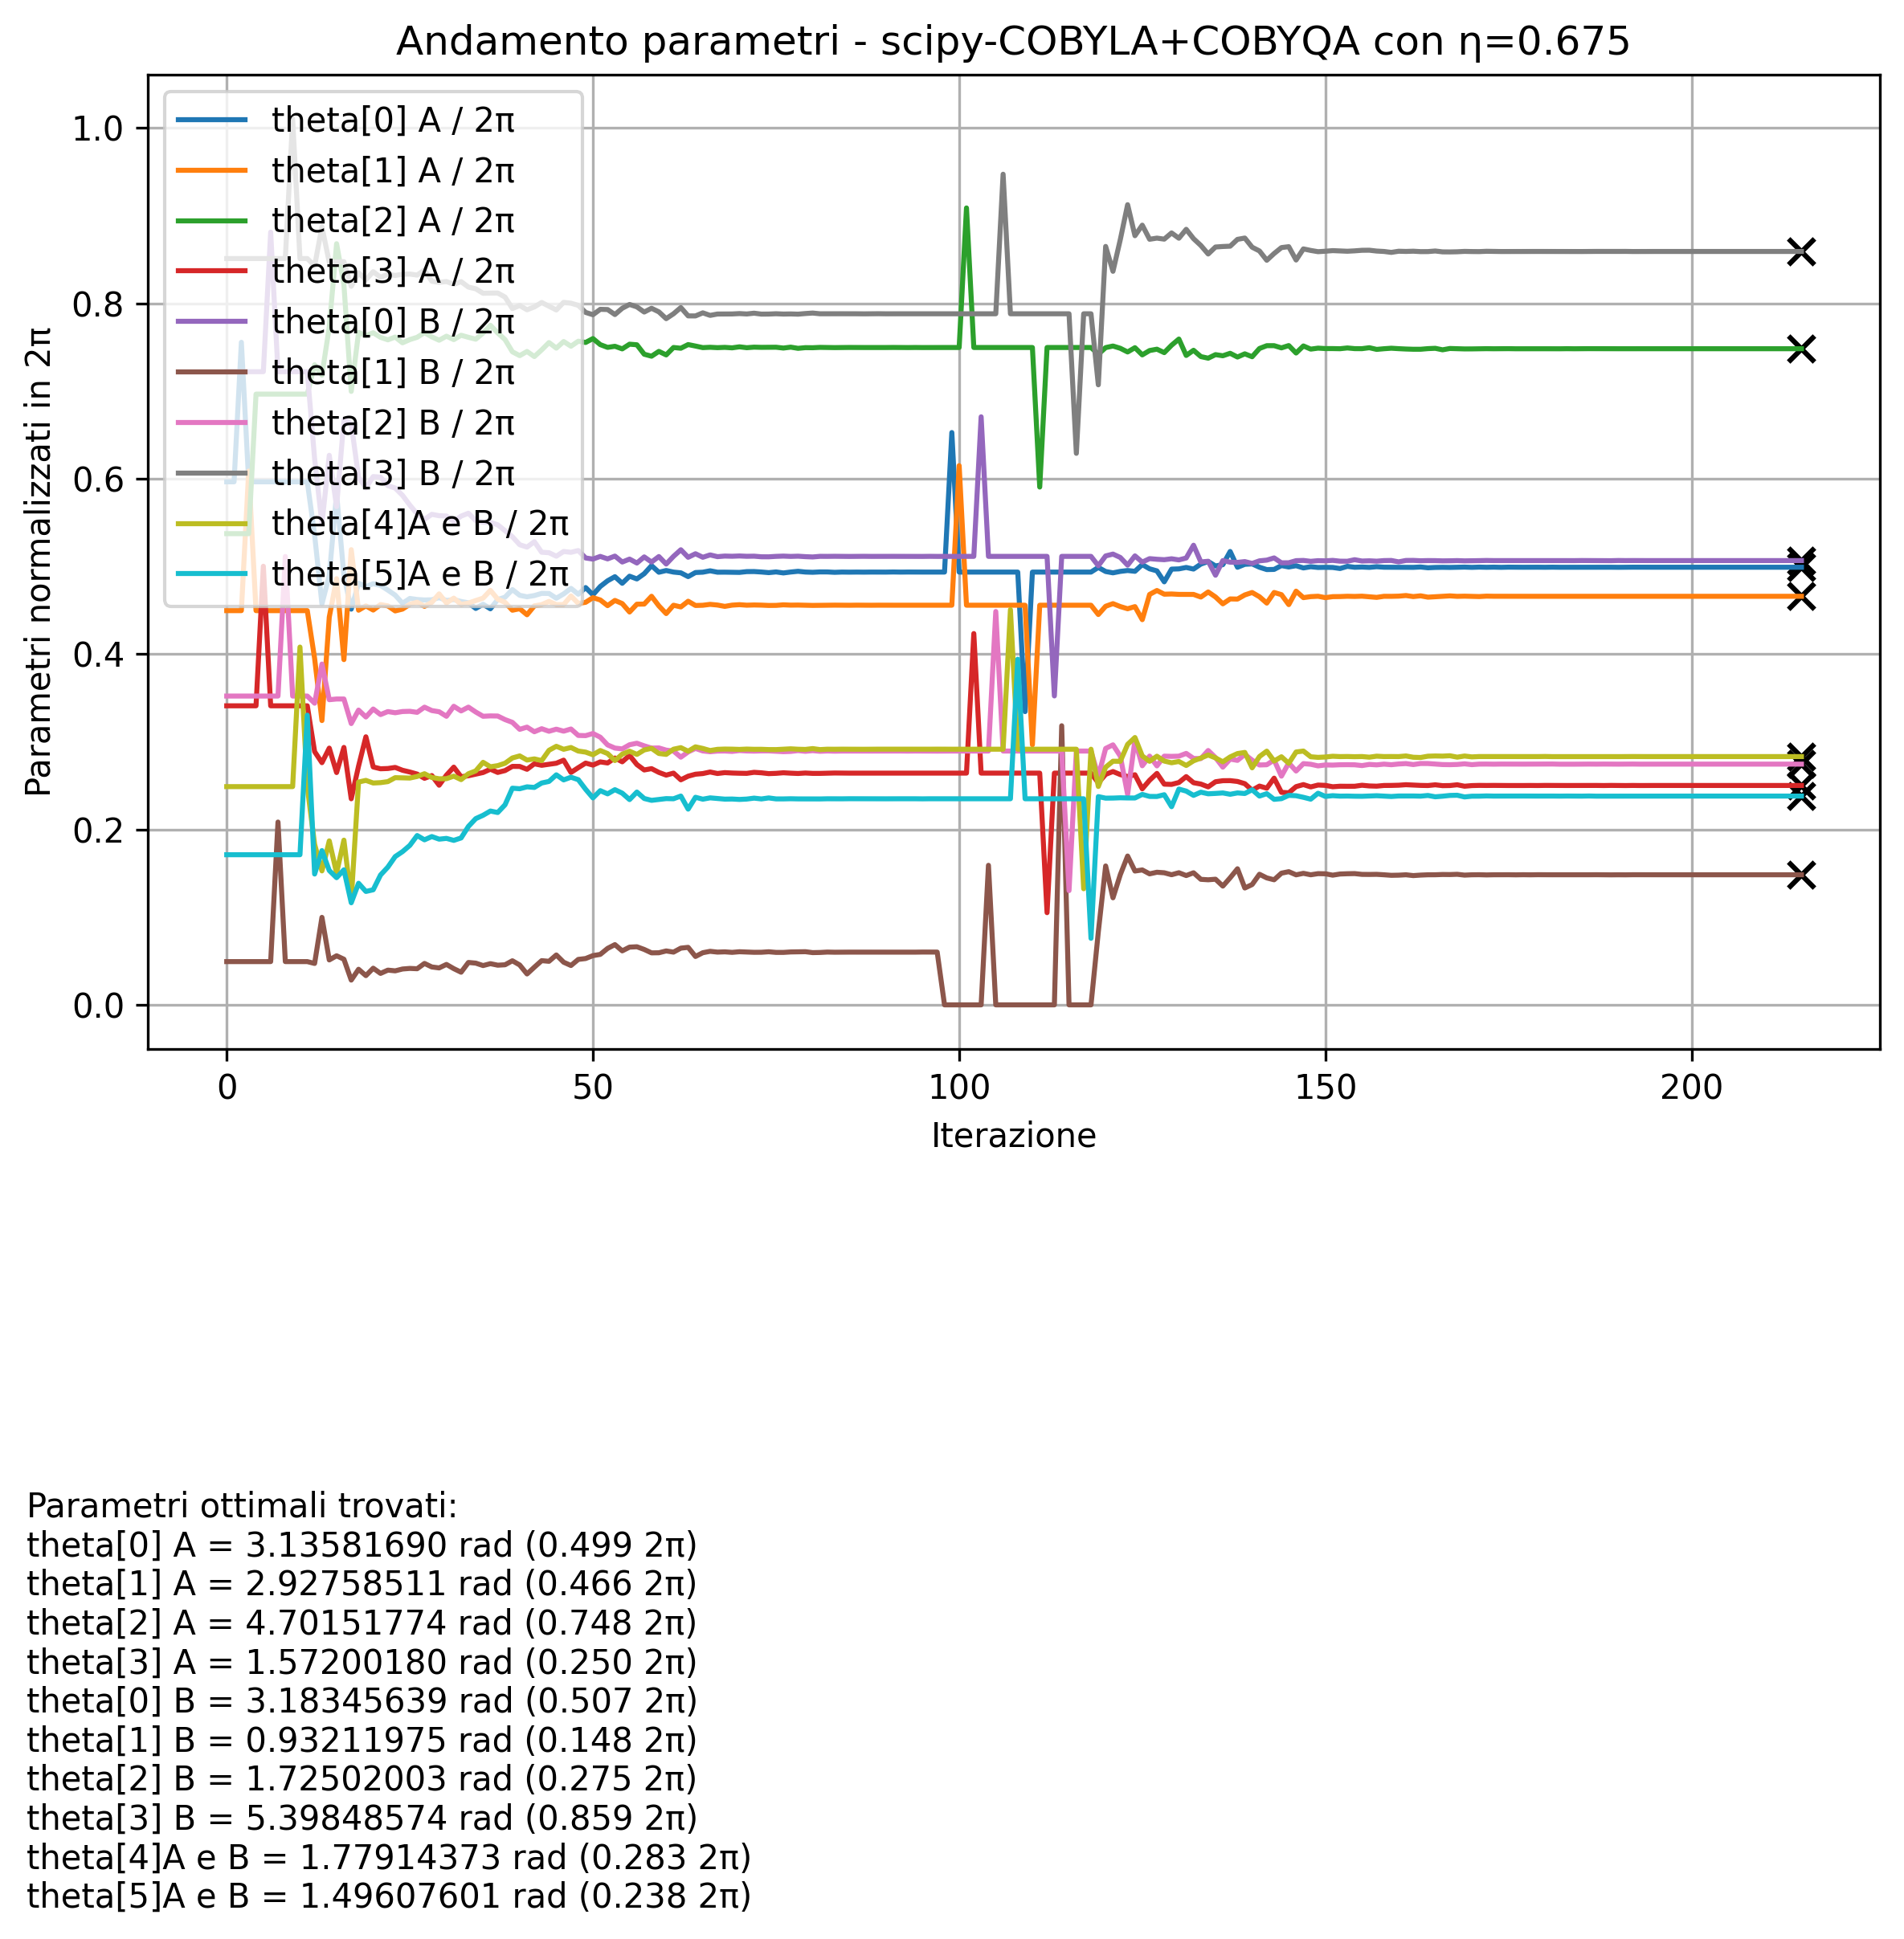 Andamento parametri - scipy-COBYLA+COBYQA con η=0.675
1.0
0.8
0.6
0.4
0.2
0.0
Parametri normalizzati in 2π
theta[0] A / 2π
theta[1] A / 2π
theta[2] A / 2π
theta[3] A / 2π
theta[0] B / 2π
theta[1] B / 2π
theta[2] B / 2π
theta[3] B / 2π
theta[4]A e B / 2π
theta[5]A e B / 2π
0 50 100 150 200
Iterazione
Parametri ottimali trovati:
theta[0] A = 3.13581690 rad (0.499 2π)
theta[1] A = 2.92758511 rad (0.466 2π)
theta[2] A = 4.70151774 rad (0.748 2π)
theta[3] A = 1.57200180 rad (0.250 2π)
theta[0] B = 3.18345639 rad (0.507 2π)
theta[1] B = 0.93211975 rad (0.148 2π)
theta[2] B = 1.72502003 rad (0.275 2π)
theta[3] B = 5.39848574 rad (0.859 2π)
theta[4]A e B = 1.77914373 rad (0.283 2π)
theta[5]A e B = 1.49607601 rad (0.238 2π)